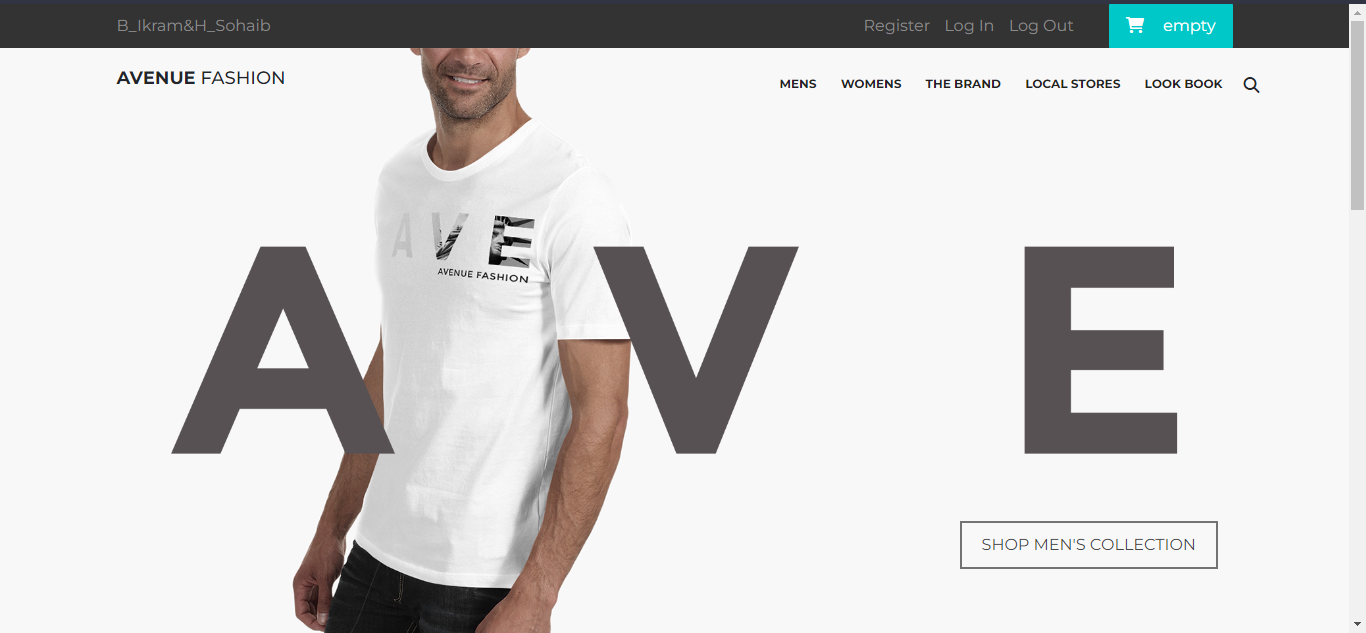 B_Ikram&H_Sohaib
Register Log In Log Out
empty
AVENUE FASHION
MENS WOMENS THE BRAND LOCAL STORES LOOK BOOK
AVE
AVENUE FASHION
A V E
SHOP MEN'S COLLECTION